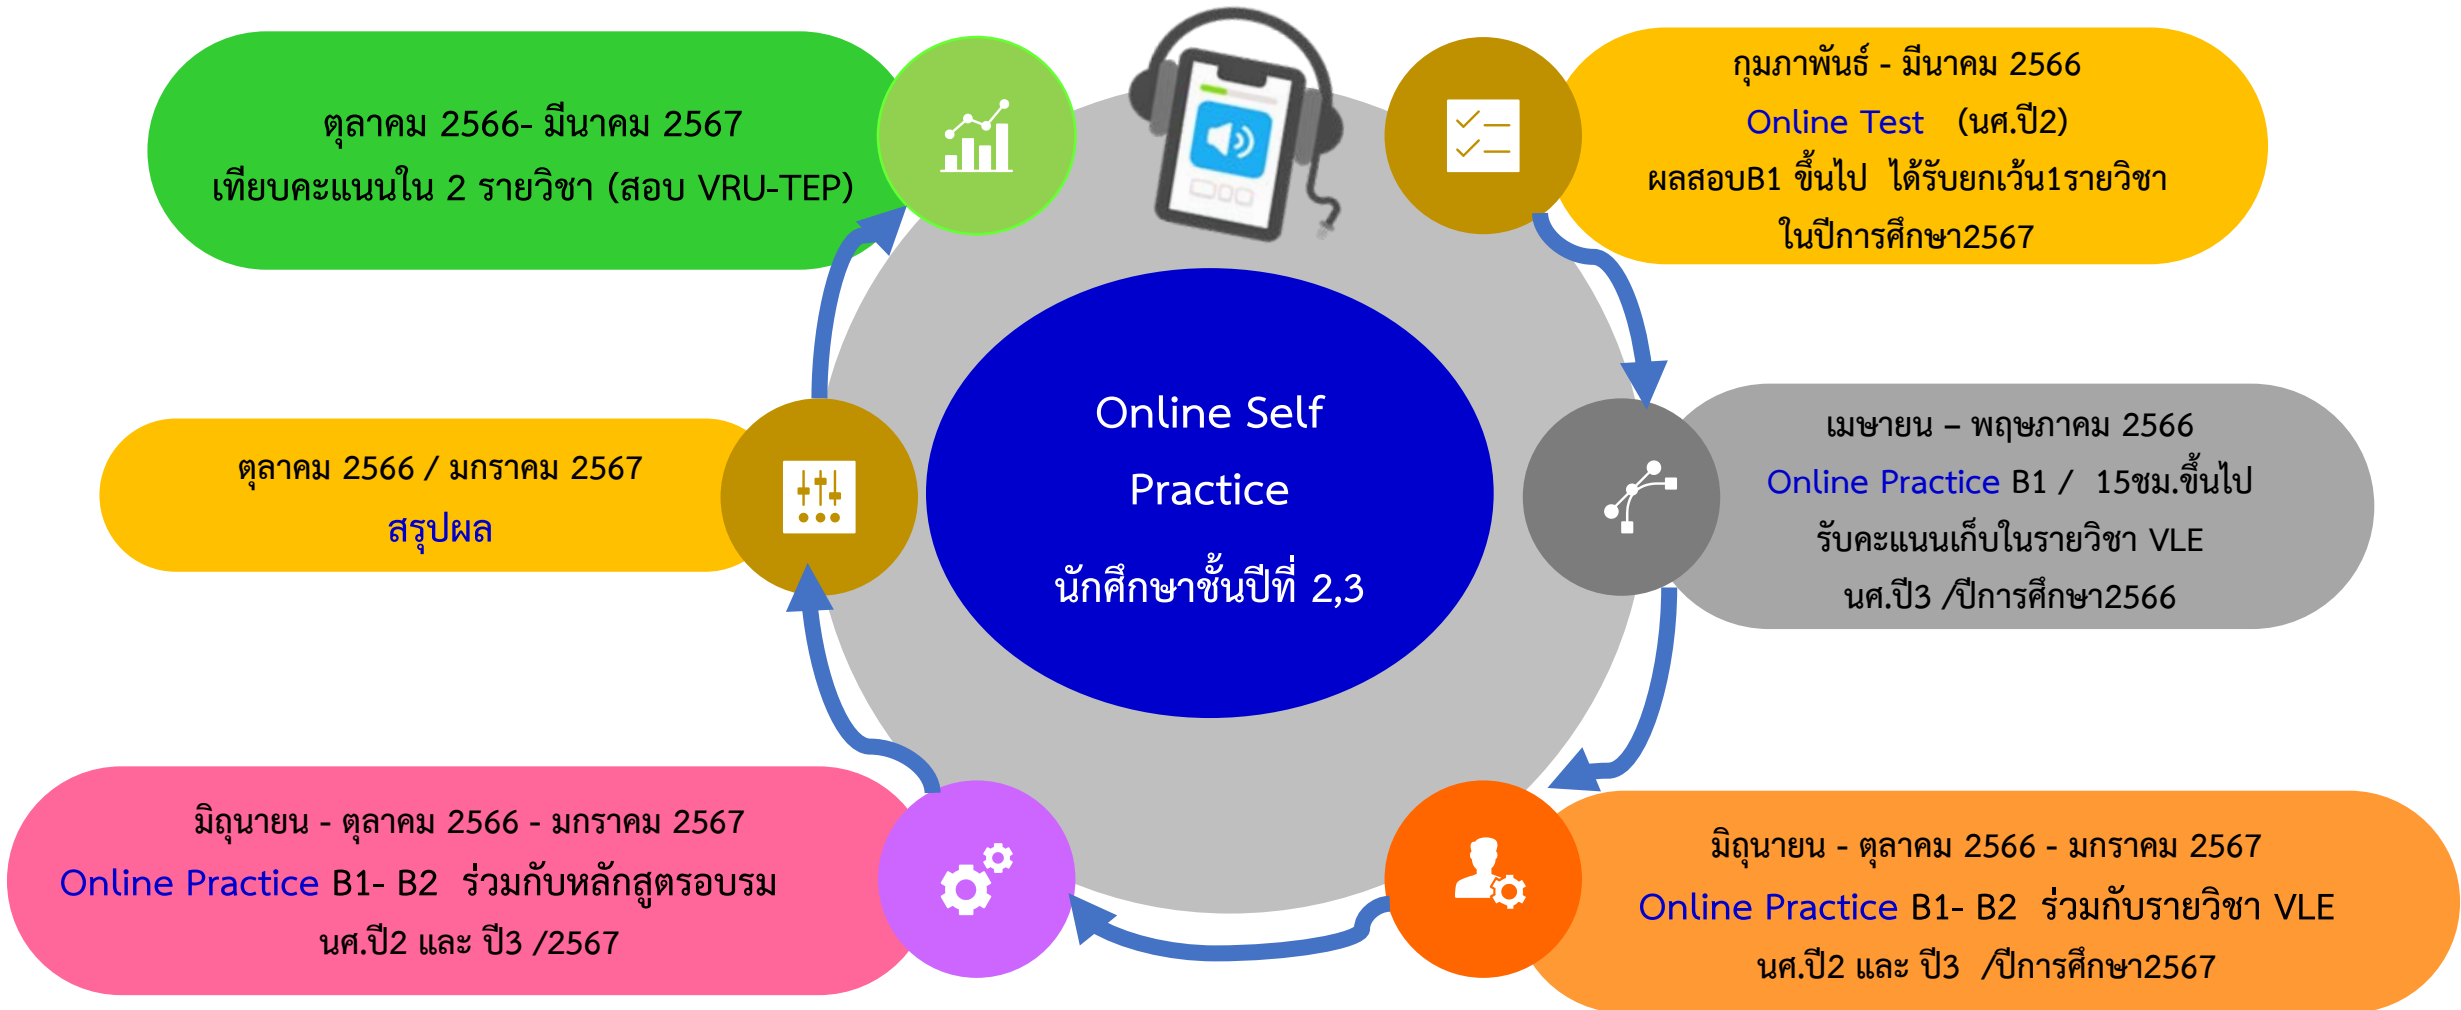 กุมภาพันธ์ - มีนาคม 2566
Online Test (นศ.ปี2)
ผลสอบB1 ขึ้นไป ได้รับยกเว้น1รายวิชา
ในปีการศึกษา2567
เมษายน – พฤษภาคม 2566
Online Practice B1 / 15ชม.ขึ้นไป
รับคะแนนเก็บในรายวิชา VLE
นศ.ปี3 /ปีการศึกษา2566
มิถุนายน - ตุลาคม 2566 - มกราคม 2567
Online Practice B1- B2 ร่วมกับรายวิชา VLE
นศ.ปี2 และ ปี3 /ปีการศึกษา2567
มิถุนายน - ตุลาคม 2566 - มกราคม 2567
Online Practice B1- B2 ร่วมกับหลักสูตรอบรม
นศ.ปี2 และ ปี3 /2567
ตุลาคม 2566 / มกราคม 2567
สรุปผล
ตุลาคม 2566- มีนาคม 2567
เทียบคะแนนใน 2 รายวิชา (สอบ VRU-TEP)
Online Self
Practice
นักศึกษาชั้นปีที่ 2,3